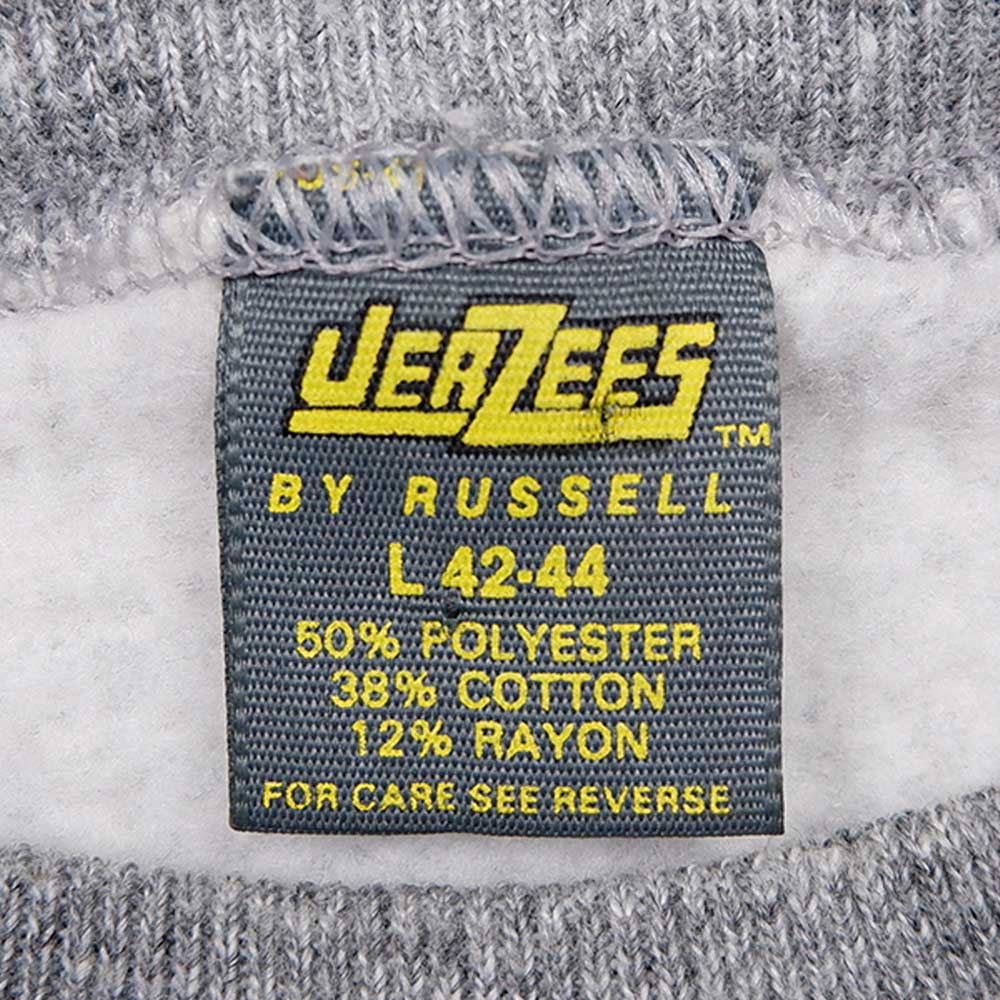 JERZEES TM
BY RUSSELL
L 42-44
50% POLYESTER
38% COTTON
12% RAYON
FOR CARE SEE REVERSE